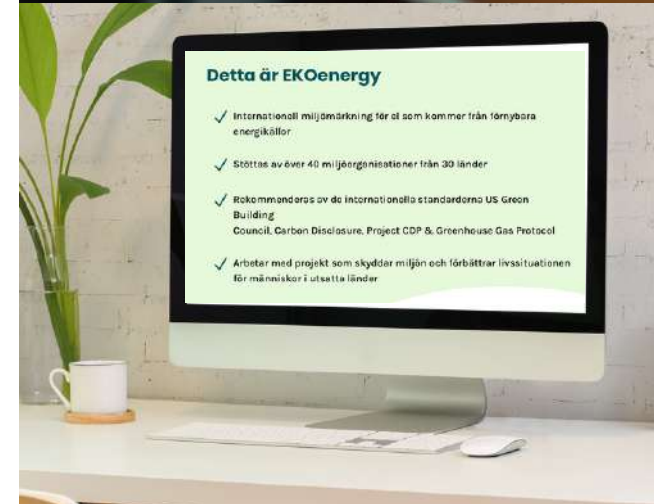 Detta är EKOenergy
Internationell miljömärkning för el som kommer från förnybara
energikällor
Stöttas av över 40 miljöorganisationer från 30 länder
Rekommenderas av de internationella standarderna US Green
Building
Council, Carbon Disclosure, Project CDP & Greenhouse Gas Protocol
Arbetar med projekt som skyddar miljön och förbättrar livssituationen
för människor i utsatta länder